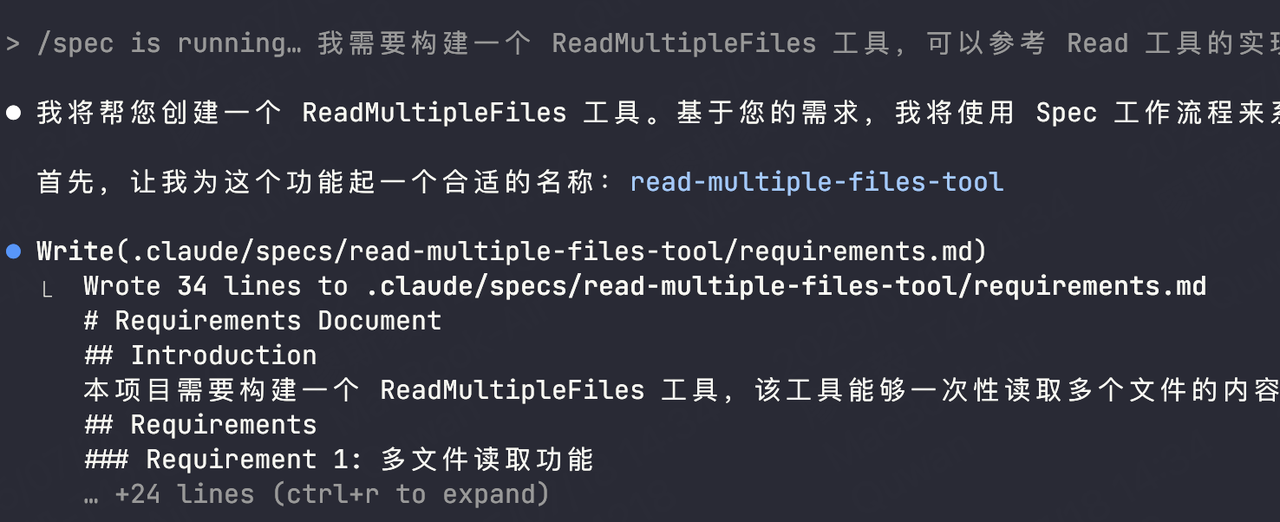 > /spec is running… 我需要构建一个 ReadMultipleFiles 工具，可以参考 Read 工具的实现
● 我将帮您创建一个 ReadMultipleFiles 工具。基于您的需求，我将使用 Spec 工作流程来
首先，让我为这个功能起一个合适的名称：read-multiple-files-tool
● Write(.claude/specs/read-multiple-files-tool/requirements.md)
└ Wrote 34 lines to .claude/specs/read-multiple-files-tool/requirements.md
# Requirements Document
## Introduction
本项目需要构建一个 ReadMultipleFiles 工具，该工具能够一次性读取多个文件的内容
## Requirements
### Requirement 1: 多文件读取功能
… +24 lines (ctrl+r to expand)